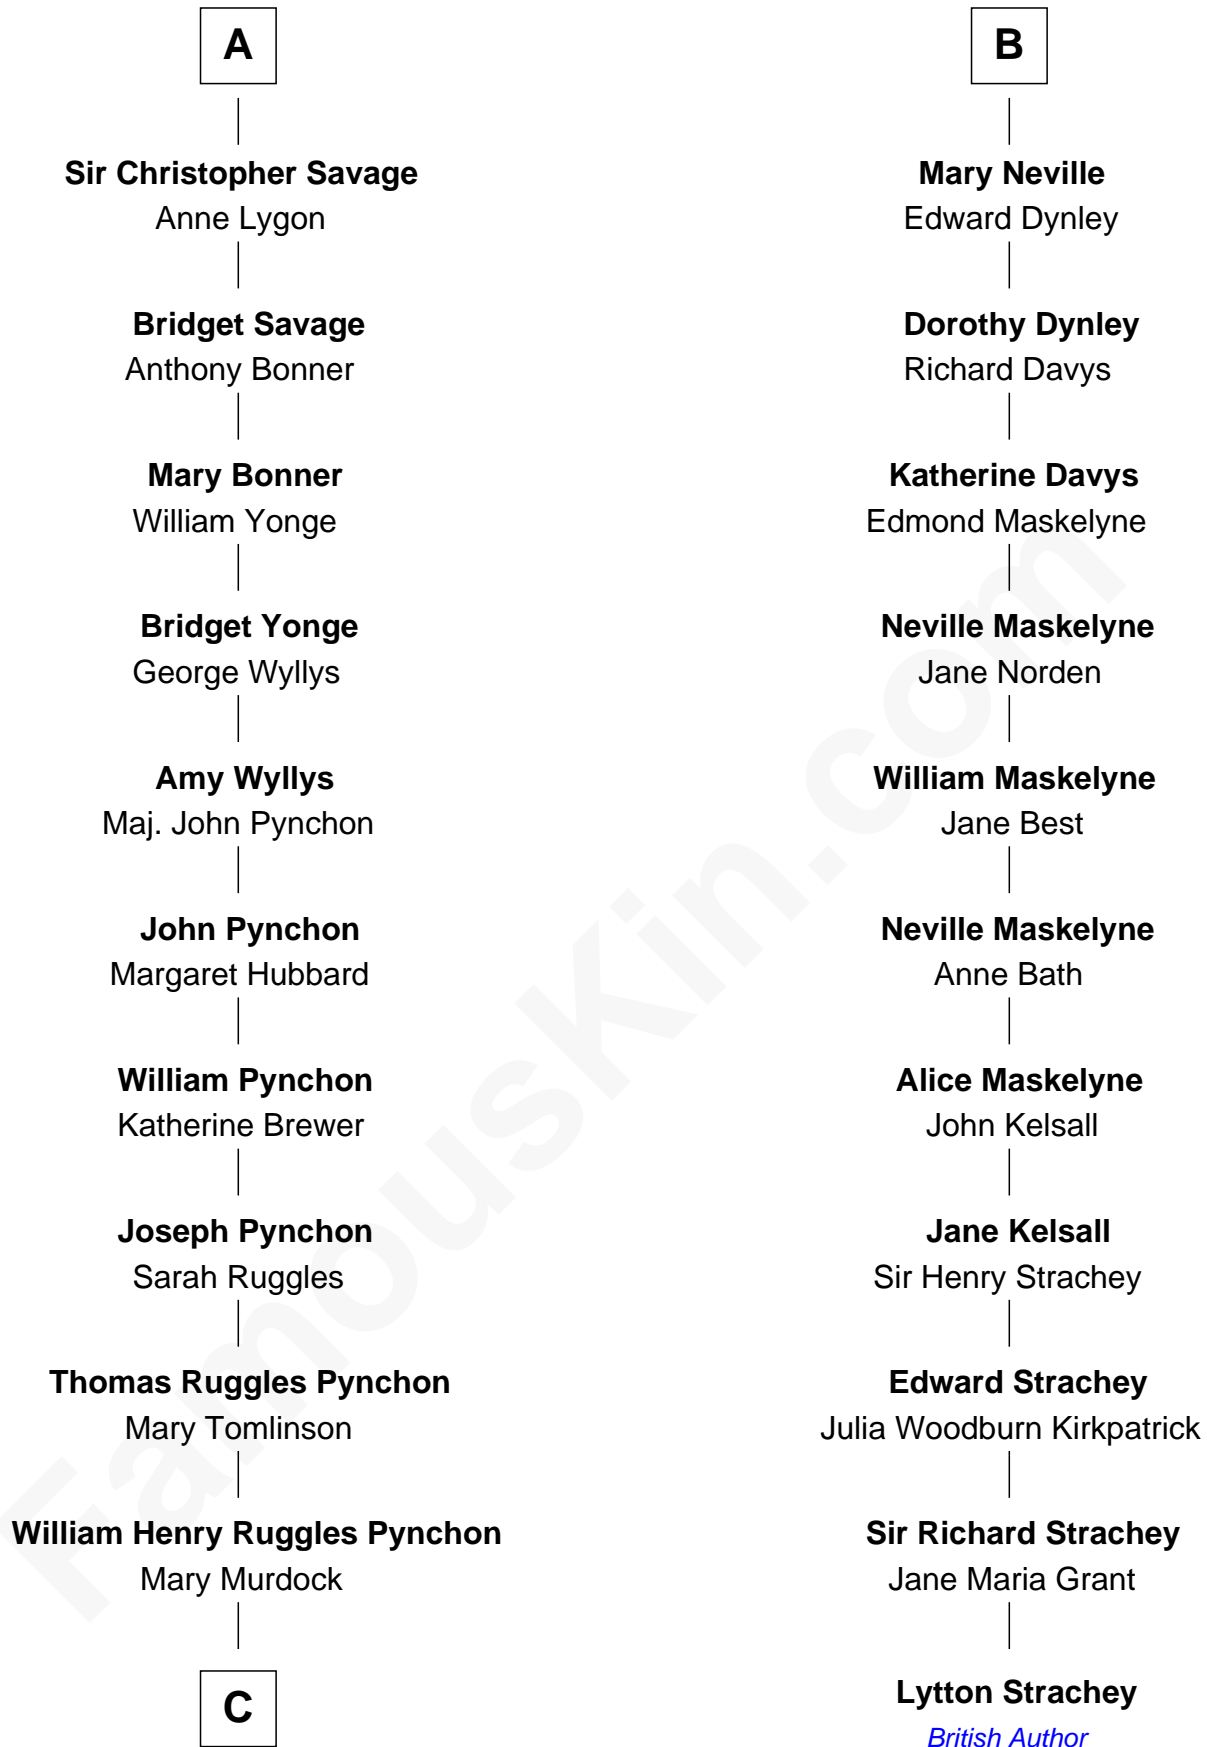 A
Sir Christopher Savage
Anne Lygon
Bridget Savage
Anthony Bonner
Mary Bonner
William Yonge
Bridget Yonge
George Wyllys
Amy Wyllys
Maj. John Pynchon
John Pynchon
Margaret Hubbard
William Pynchon
Katherine Brewer
Joseph Pynchon
Sarah Ruggles
Thomas Ruggles Pynchon
Mary Tomlinson
William Henry Ruggles Pynchon
Mary Murdock
C
B
Mary Neville
Edward Dynley
Dorothy Dynley
Richard Davys
Katherine Davys
Edmond Maskelyne
Neville Maskelyne
Jane Norden
William Maskelyne
Jane Best
Neville Maskelyne
Anne Bath
Alice Maskelyne
John Kelsall
Jane Kelsall
Sir Henry Strachey
Edward Strachey
Julia Woodburn Kirkpatrick
Sir Richard Strachey
Jane Maria Grant
Lytton Strachey
British Author
FamousKin.com